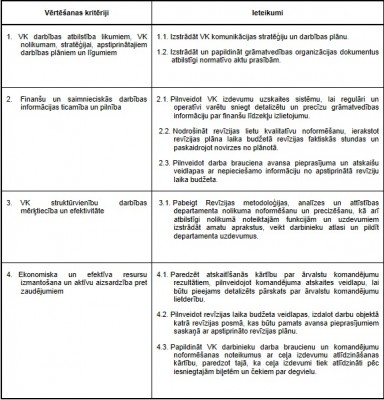 Vērtēšanas kritēriji
Ieteikumi
1. VK darbības atbilstība likumiem, VK
nolikumam, stratēģijai, apstiprinātajiem
darbības plāniem un līgumiem
1.1. Izstrādāt VK komunikācijas stratēģiju un darbības plānu.
1.2. Izstrādāt un papildināt grāmatvedības organizācijas dokumentus
atbilstīgi normatīvo aktu prasībām.
2. Finanšu un saimnieciskās darbības
informācijas ticamība un pilnība
2.1. Pilnveidot VK izdevumu uzskaites sistēmu, lai regulāri un
operatīvi varētu sniegt detalizētu un precīzu grāmatvedības
informāciju par finanšu līdzekļu izlietojumu.
2.2. Nodrošināt revīzijas lietu kvalitatīvu noformēšanu, ierakstot
revīzijas plāna laika budžetā revīzijas faktiskās stundas un
paskaidrojot novirzes no plānotā.
2.3. Pilnveidot darba brauciena avansa pieprasījuma un atskaišu
veidlapas ar nepieciešamo informāciju no apstiprinātā revīziju
laika budžeta.
3. VK struktūrvienību darbības
mērķtiecība un efektivitāte
3.1. Pabeigt Revīzijas metodoloģijas, analīzes un attīstības
departamenta nolikuma noformēšanu un precizēšanu, kā arī
atbilstīgi nolikumā noteiktajām funkcijām un uzdevumiem
izstrādāt amatu aprakstus, veikt darbinieku atlasi un pildīt
departamenta uzdevumus.
4. Ekonomiska un efektīva resursu
izmantošana un aktīvu aizsardzība pret
zaudējumiem
4.1. Paredzēt atskaitīšanās kārtību par ārvalstu komandējumu
rezultātiem, pilnveidojot komandējuma atskaites veidlapu, lai
būtu pieejams detalizēts pārskats par ārvalstu komandējumu
lietderību.
4.2. Pilnveidot revīzijas laika budžeta veidlapas, izdalot darbu objektā
katrā revīzijas posmā, kas būtu pamats avansa pieprasījumiem
saskaņā ar apstiprināto revīziju plānu.
4.3. Papildināt VK darbinieku darba braucienu un komandējumu
noformēšanas noteikumus ar ceļa izdevumu atlīdzināšanas
kārtību, paredzot tajā, ka ceļa izdevumi tiek atlīdzināti pēc
iesniegtajām biļetēm un čekiem par degvielu.